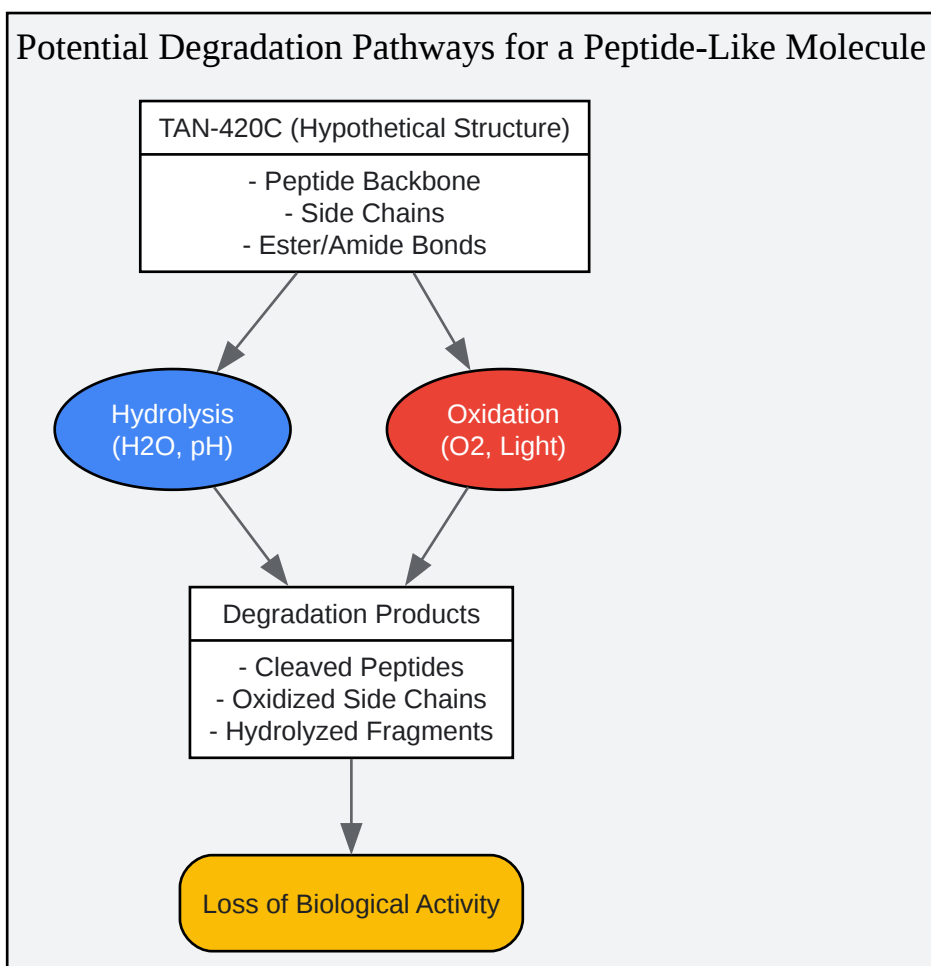 Potential Degradation Pathways for a Peptide-Like Molecule
TAN-420C (Hypothetical Structure)
- Peptide Backbone
- Side Chains
- Ester/Amide Bonds
Hydrolysis
(H2O, pH)
Oxidation
(O2, Light)
Degradation Products
- Cleaved Peptides
- Oxidized Side Chains
- Hydrolyzed Fragments
Loss of Biological Activity